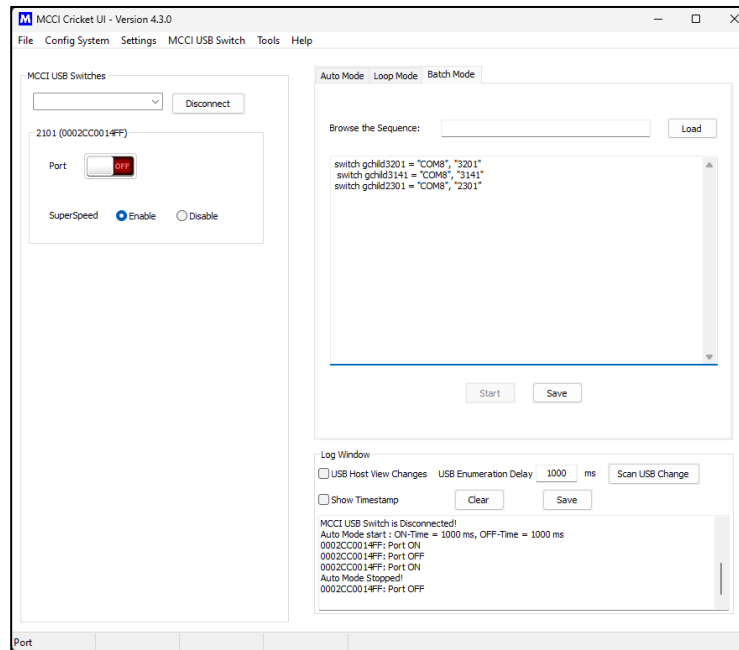 M MCCI Cricket UI - Version 4.3.0
File Config System Settings MCCI USB Switch Tools Help
MCCI USB Switches
Disconnect
2101 (0002CC0014FF)
Port OFF
SuperSpeed Enable Disable
Auto Mode Loop Mode Batch Mode
Browse the Sequence: Load
switch gchild3201 = "COM8", "3201"
switch gchild3141 = "COM8", "3141"
switch gchild2301 = "COM8", "2301"
Start Save
Log Window
USB Host View Changes USB Enumeration Delay 1000 ms Scan USB Change
Show Timestamp Clear Save
MCCI USB Switch is Disconnected!
Auto Mode start : ON-Time = 1000 ms, OFF-Time = 1000 ms
0002CC0014FF: Port ON
0002CC0014FF: Port OFF
0002CC0014FF: Port ON
Auto Mode Stopped!
0002CC0014FF: Port OFF
Port